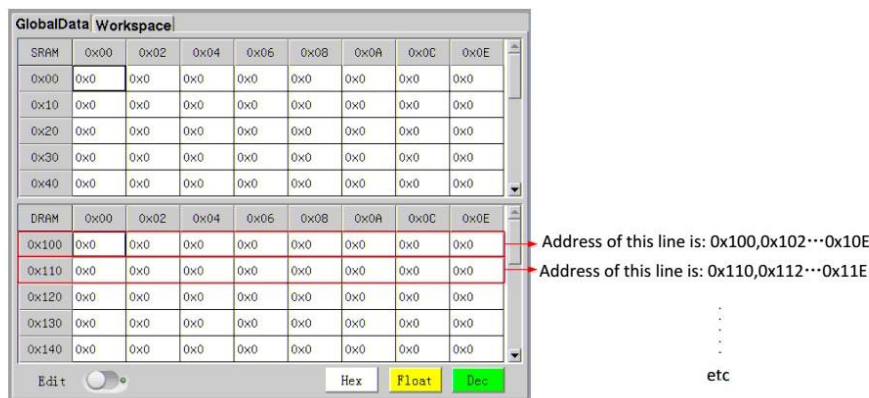 GlobalData Workspace
SRAM 0x00 0x02 0x04 0x06 0x08 0x0A 0x0C 0x0E
0x00 0x0 0x0 0x0 0x0 0x0 0x0 0x0 0x0
0x10 0x0 0x0 0x0 0x0 0x0 0x0 0x0 0x0
0x20 0x0 0x0 0x0 0x0 0x0 0x0 0x0 0x0
0x30 0x0 0x0 0x0 0x0 0x0 0x0 0x0 0x0
0x40 0x0 0x0 0x0 0x0 0x0 0x0 0x0 0x0
DRAM 0x00 0x02 0x04 0x06 0x08 0x0A 0x0C 0x0E
0x100 0x0 0x0 0x0 0x0 0x0 0x0 0x0 0x0 Address of this line is: 0x100,0x102⋯0x10E
0x110 0x0 0x0 0x0 0x0 0x0 0x0 0x0 0x0 Address of this line is: 0x110,0x112⋯0x11E
0x120 0x0 0x0 0x0 0x0 0x0 0x0 0x0 0x0
0x130 0x0 0x0 0x0 0x0 0x0 0x0 0x0 0x0
0x140 0x0 0x0 0x0 0x0 0x0 0x0 0x0 0x0
Edit Hex Float Dec
etc